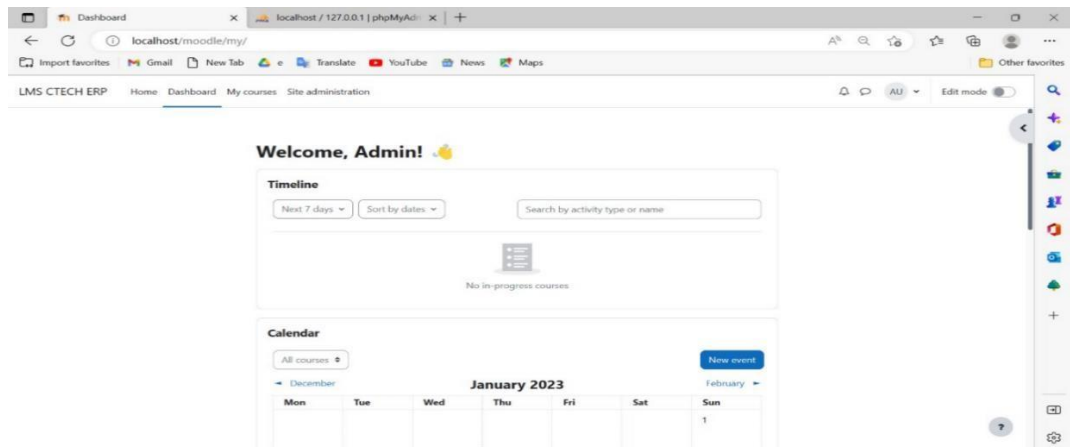 Dashboard
localhost / 127.0.0.1 | phpMyAdr
localhost/moodle/my/
Import favorites
Gmail
New Tab
e
Translate
YouTube
News
Maps
Other favorites
LMS CTECH ERP
Home
Dashboard
My courses
Site administration
AU
Edit mode
Welcome, Admin!
Timeline
Next 7 days
Sort by dates
Search by activity type or name
No in-progress courses
Calendar
All courses
New event
December
January 2023
February
Mon Tue Wed Thu Fri Sat Sun
1
?